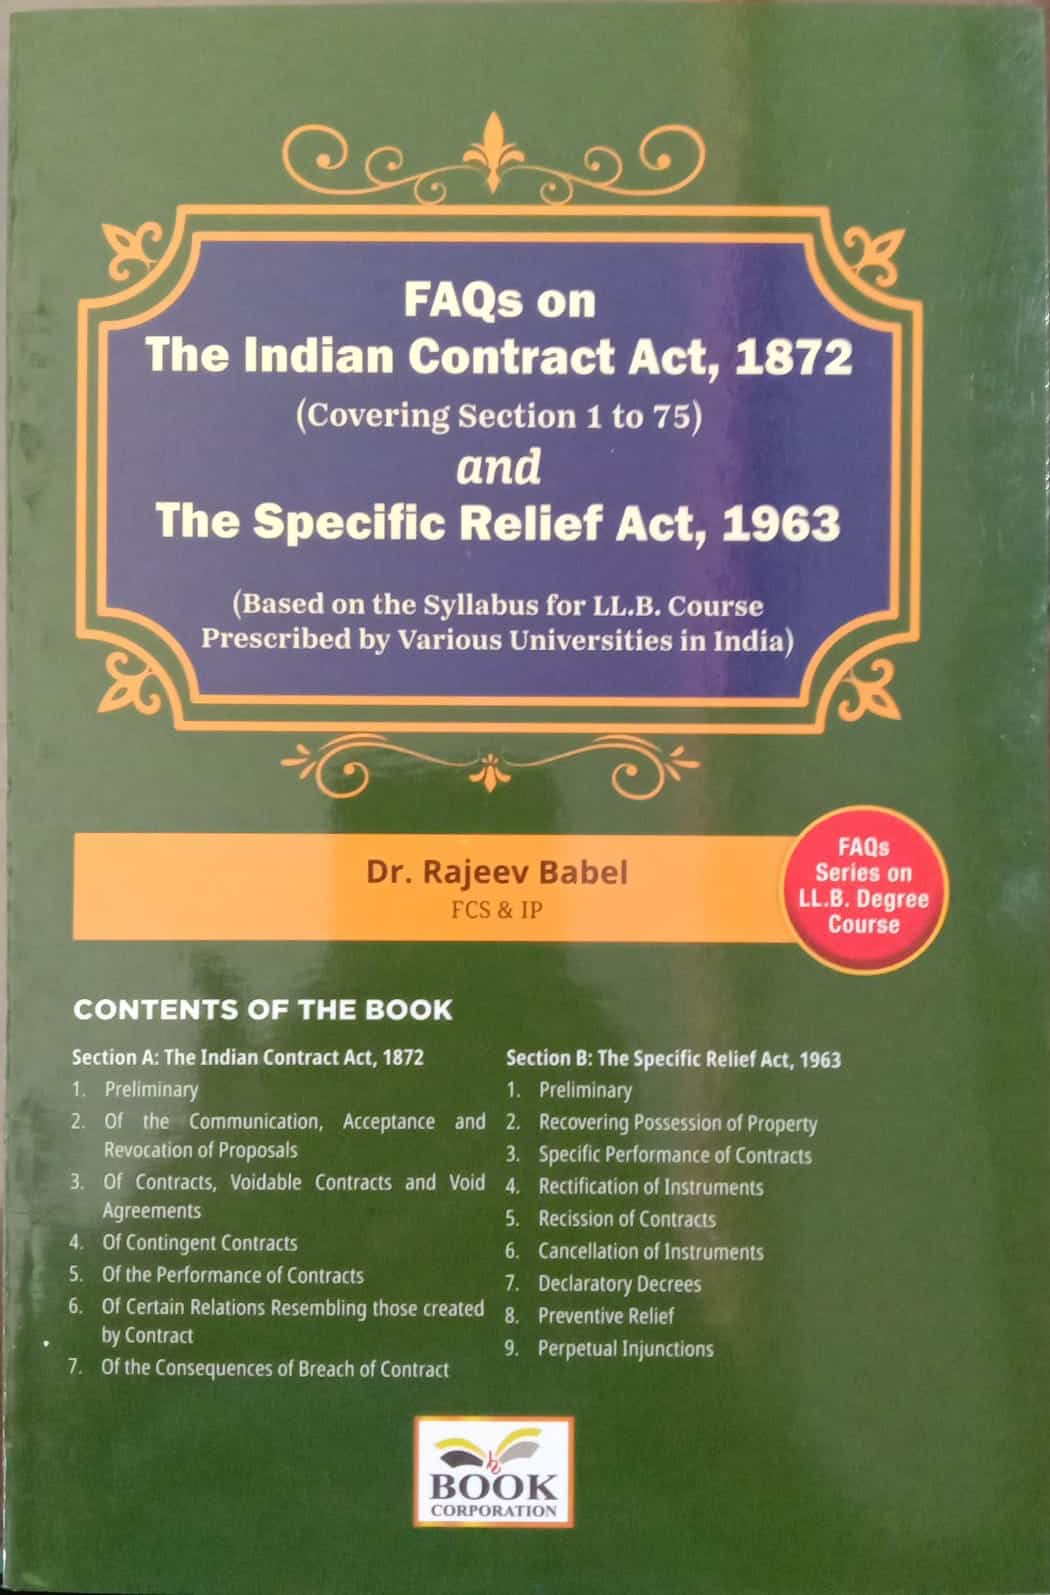 FAQs on
The Indian Contract Act, 1872
(Covering Section 1 to 75)
and
The Specific Relief Act, 1963
(Based on the Syllabus for LL.B. Course
Prescribed by Various Universities in India)
Dr. Rajeev Babel
FCS & IP
FAQs
Series on
LL.B. Degree
Course
CONTENTS OF THE BOOK
Section A: The Indian Contract Act, 1872
1. Preliminary
2. Of the Communication, Acceptance and
Revocation of Proposals
3. Of Contracts, Voidable Contracts and Void
Agreements
4. Of Contingent Contracts
5. Of the Performance of Contracts
6. Of Certain Relations Resembling those created
by Contract
7. Of the Consequences of Breach of Contract
Section B: The Specific Relief Act, 1963
1. Preliminary
2. Recovering Possession of Property
3. Specific Performance of Contracts
4. Rectification of Instruments
5. Recission of Contracts
6. Cancellation of Instruments
7. Declaratory Decrees
8. Preventive Relief
9. Perpetual Injunctions
BOOK
CORPORATION